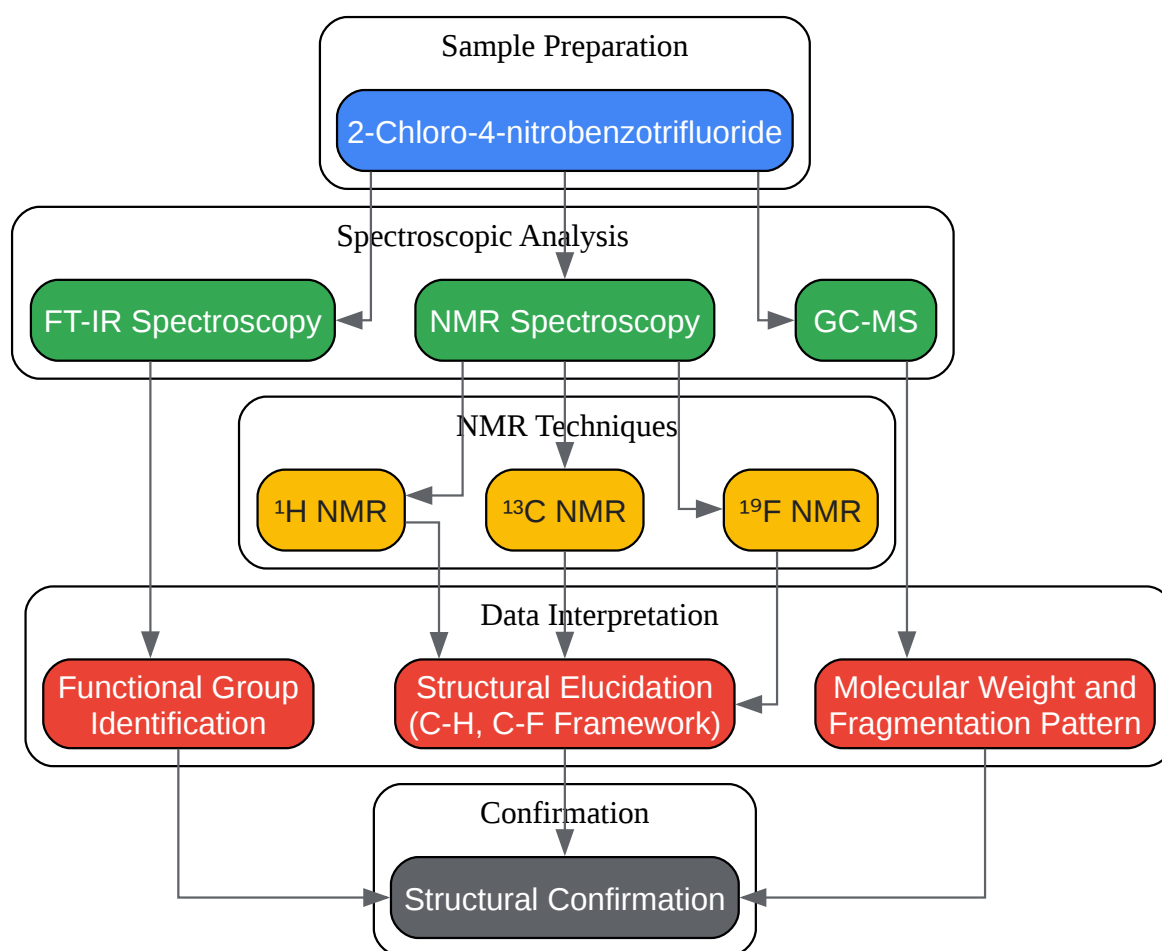 Sample Preparation
2-Chloro-4-nitrobenzotrifluoride
Spectroscopic Analysis
FT-IR Spectroscopy
NMR Spectroscopy
GC-MS
NMR Techniques
¹H NMR
¹³C NMR
¹⁹F NMR
Data Interpretation
Functional Group
Identification
Structural Elucidation
(C-H, C-F Framework)
Molecular Weight and
Fragmentation Pattern
Confirmation
Structural Confirmation